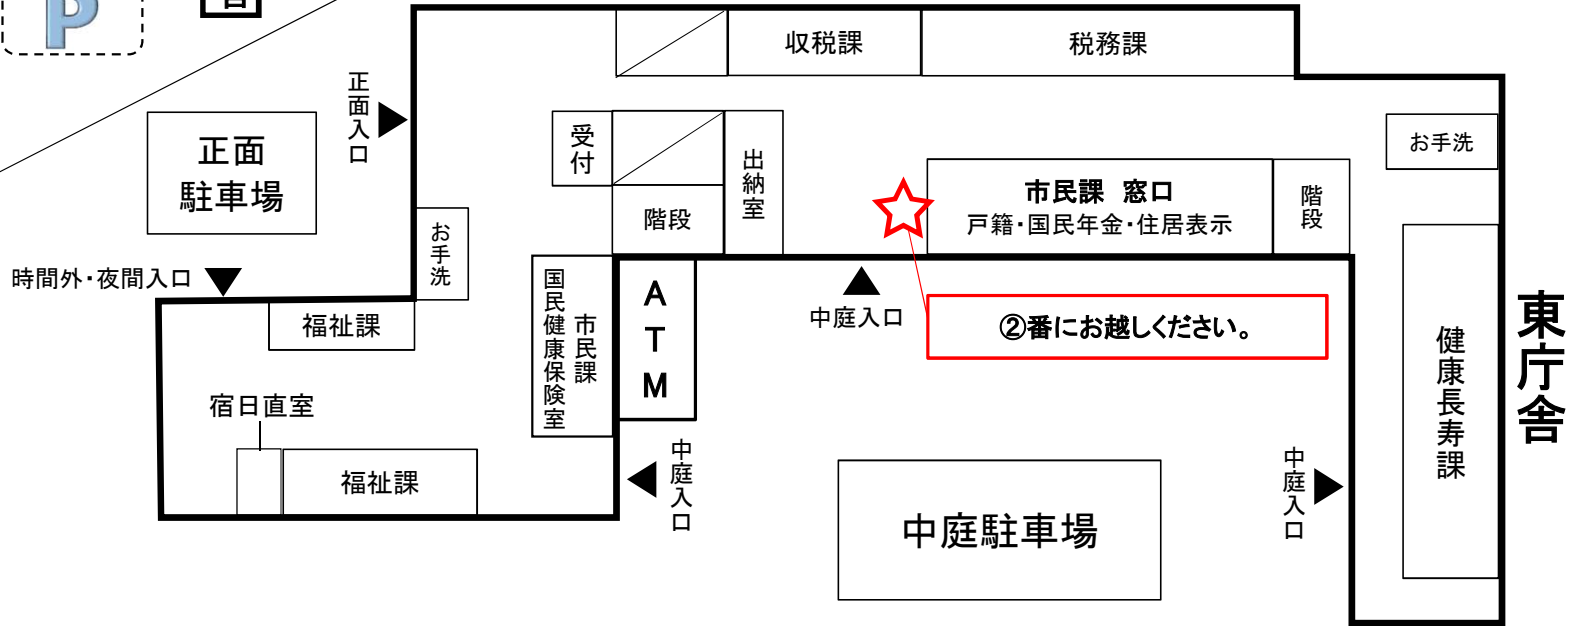 P
収税課
税務課
正面入口
正面
駐車場
受付
出納室
お手洗
市民課 窓口
戸籍・国民年金・住居表示
階段
階段
お手洗
時間外・夜間入口
福祉課
市民課
国民健康保険室
ATM
中庭入口
②番にお越しください。
健康長寿課
東庁舎
宿日直室
福祉課
中庭入口
中庭入口
中庭駐車場